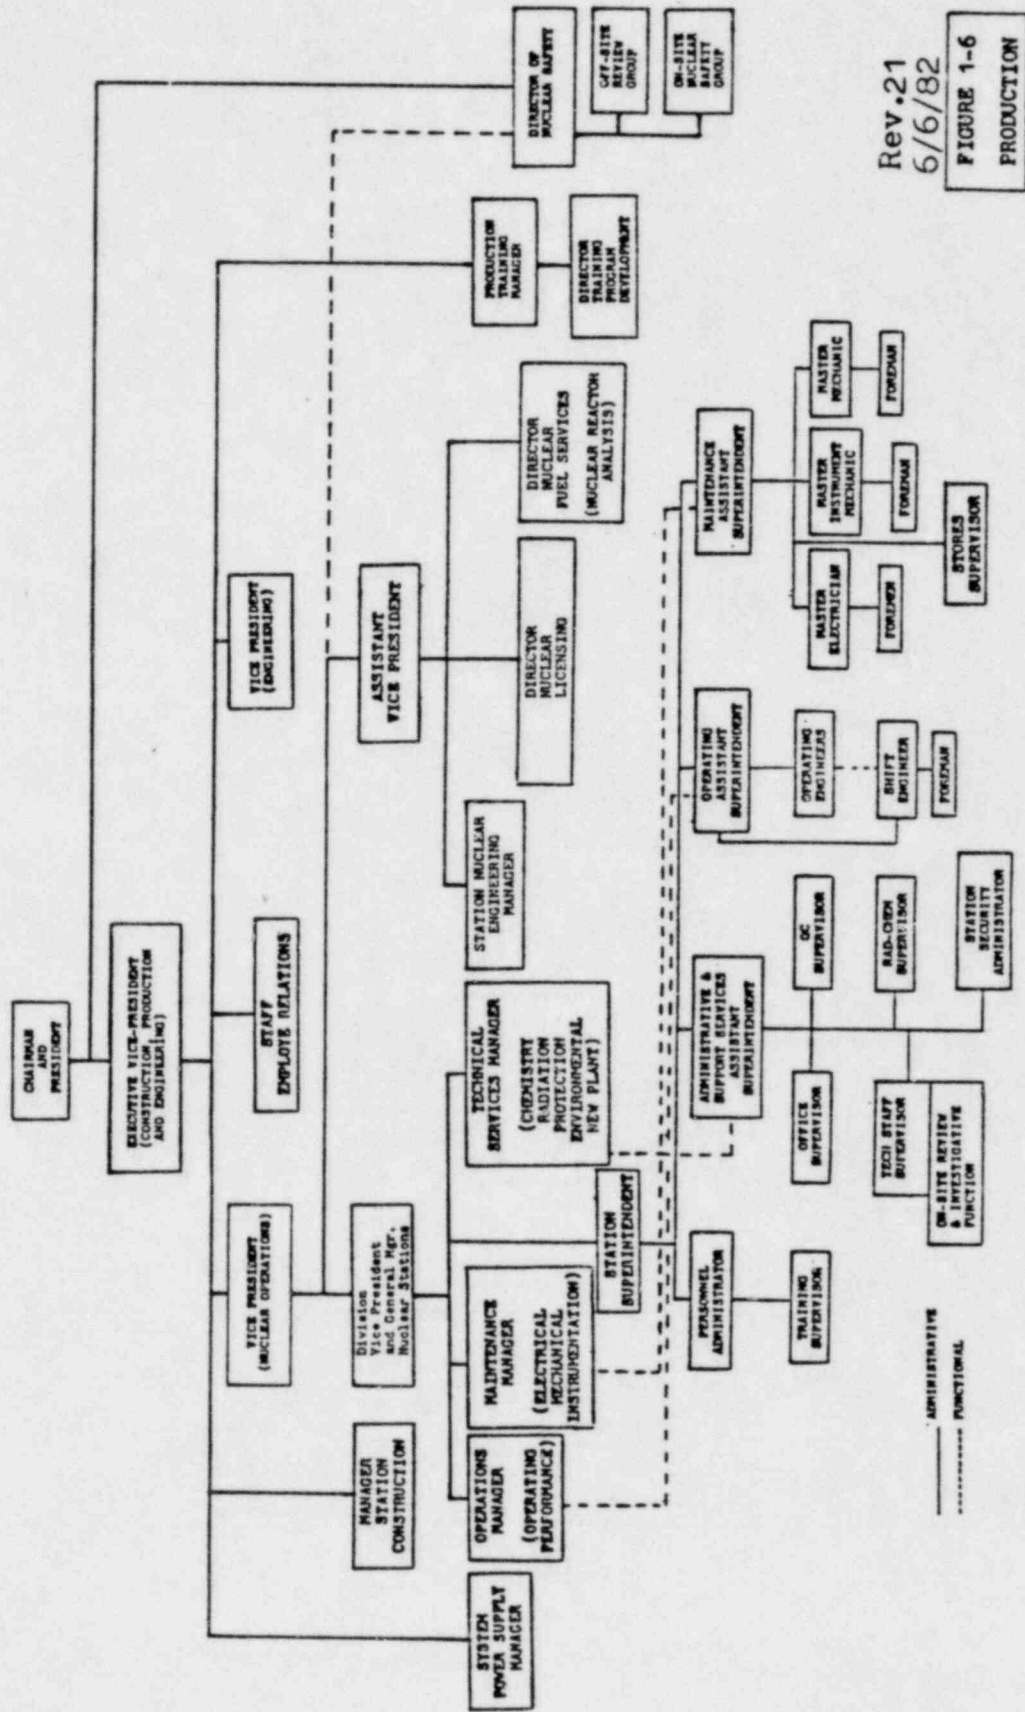 CHAIRMAN
AND
PRESIDENT
EXECUTIVE VICE-PRESIDENT
(CONSTRUCTION, PRODUCTION
AND ENGINEERING)
SYSTEM
POWER SUPPLY
MANAGER
MANAGER
STATION
CONSTRUCTION
VICE PRESIDENT
(NUCLEAR OPERATIONS)
STAFF
EMPLOYE RELATIONS
VICE PRESIDENT
(ENGINEERING)
PRODUCTION
TRAINING
MANAGER
DIRECTOR
TRAINING
PROGRAM
DEVELOPMENT
DIRECTOR OF
NUCLEAR SAFETY
OFF-SITE
REVIEW
GROUP
ON-SITE
NUCLEAR
SAFETY
GROUP
Division
Vice President
and General Mgr.
Nuclear Stations
ASSISTANT
VICE PRESIDENT
OPERATIONS
MANAGER
(OPERATING
PERFORMANCE)
MAINTENANCE
MANAGER
(ELECTRICAL
MECHANICAL
INSTRUMENTATION)
STATION
SUPERINTENDENT
TECHNICAL
SERVICES MANAGER
(CHEMISTRY
RADIATION
PROTECTION
ENVIRONMENTAL
NEW PLANT)
STATION NUCLEAR
ENGINEERING
MANAGER
DIRECTOR
NUCLEAR
LICENSING
DIRECTOR
NUCLEAR
FUEL SERVICES
(NUCLEAR REACTOR
ANALYSIS)
PERSONNEL
ADMINISTRATOR
TRAINING
SUPERVISOR
ADMINISTRATIVE &
SUPPORT SERVICES
ASSISTANT
SUPERINTENDENT
OFFICE
SUPERVISOR
QC
SUPERVISOR
TECH STAFF
SUPERVISOR
ON-SITE REVIEW
& INVESTIGATIVE
FUNCTION
RAD-CHEM
SUPERVISOR
STATION
SECURITY
ADMINISTRATOR
OPERATING
ASSISTANT
SUPERINTENDENT
OPERATING
ENGINEERS
SHIFT
ENGINEER
FOREMAN
MAINTENANCE
ASSISTANT
SUPERINTENDENT
MASTER
ELECTRICIAN
FOREMEN
MASTER
INSTRUMENT
MECHANIC
FOREMAN
MASTER
MECHANIC
FOREMAN
STORES
SUPERVISOR
ADMINISTRATIVE
FUNCTIONAL
Rev.21
6/6/82
FIGURE 1-6
PRODUCTION